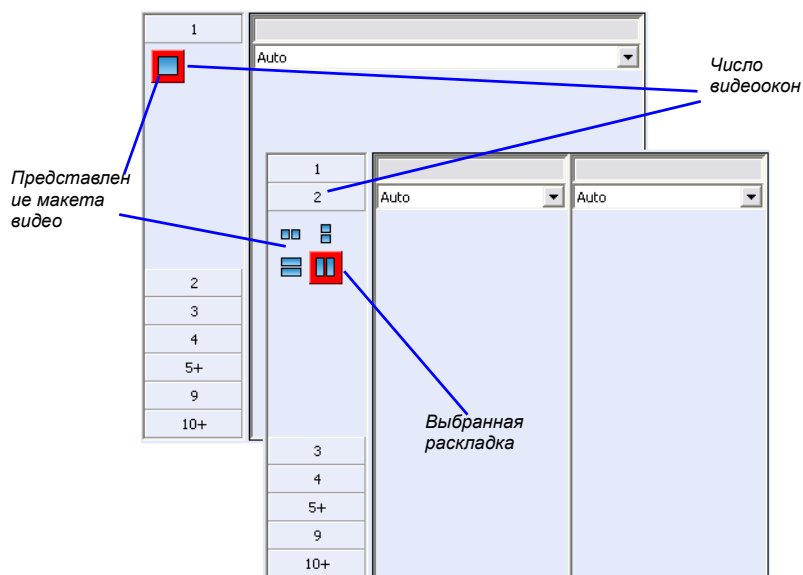 1
Auto
Число
видеоокон
Представлен
ие макета
видео
2
3
4
5+
9
10+
1
2
Auto
Auto
Выбранная
раскладка
3
4
5+
9
10+